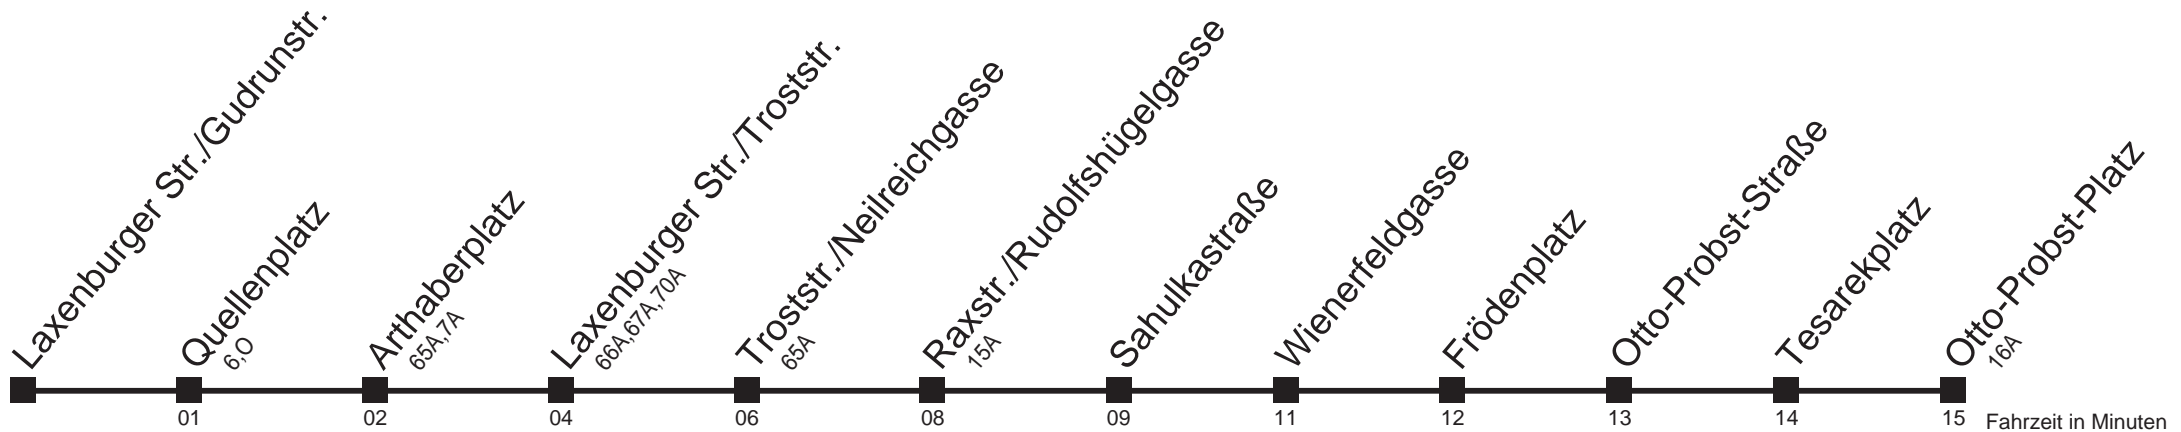 Laxenburger Str./Gudrunstr.
Quellenplatz
6,O
Arthaberplatz
65A,7A
Laxenburger Str./Troststr.
66A,67A,70A
Troststr./Neilreichgasse
65A
Raxstr./Rudolfshügelgasse
15A
Sahulkastraße
Wienerfeldgasse
Frödenplatz
Otto-Probst-Straße
Tesarekplatz
Otto-Probst-Platz
16A
01 02 04 06 08 09 11 12 13 14 15 Fahrzeit in Minuten